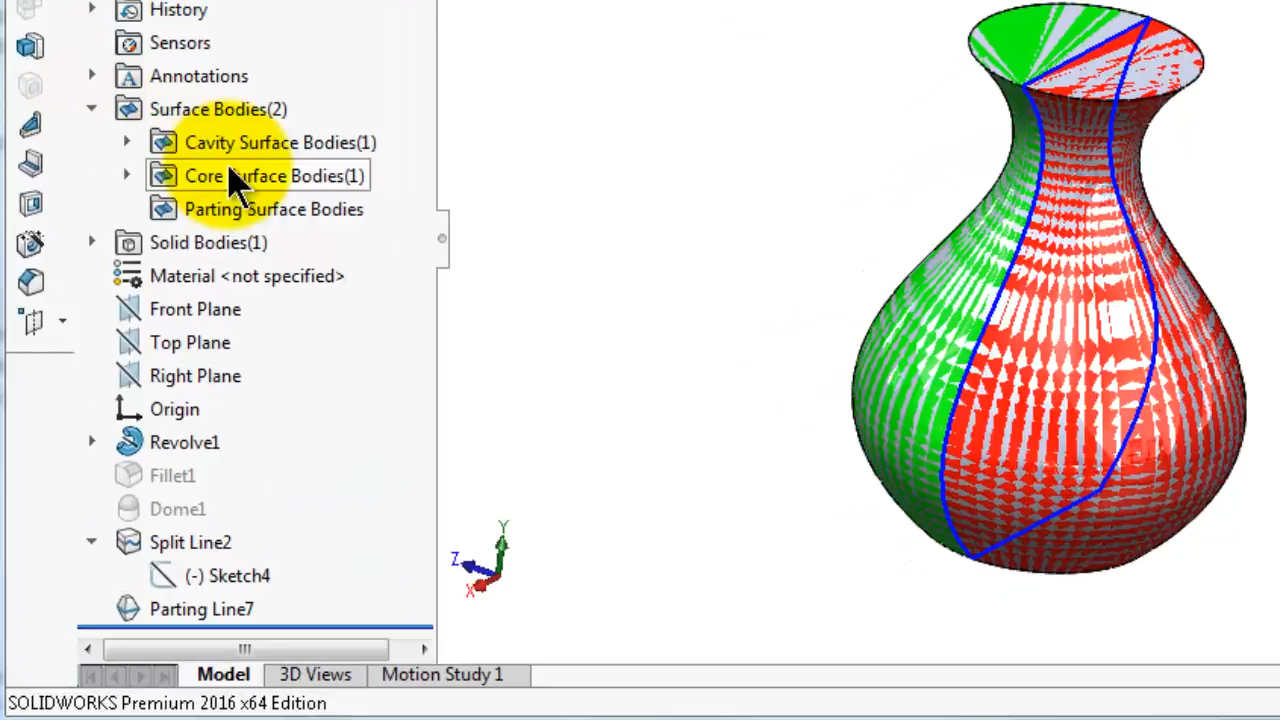 History
Sensors
A Annotations
Surface Bodies(2)
Cavity Surface Bodies(1)
Core Surface Bodies(1)
Parting Surface Bodies
Solid Bodies(1)
Material <not specified>
Front Plane
Top Plane
Right Plane
Origin
Revolve1
Fillet1
Dome1
Split Line2
(-) Sketch4
Parting Line7
Y
Z
X
Model 3D Views Motion Study 1
SOLIDWORKS Premium 2016 x64 Edition